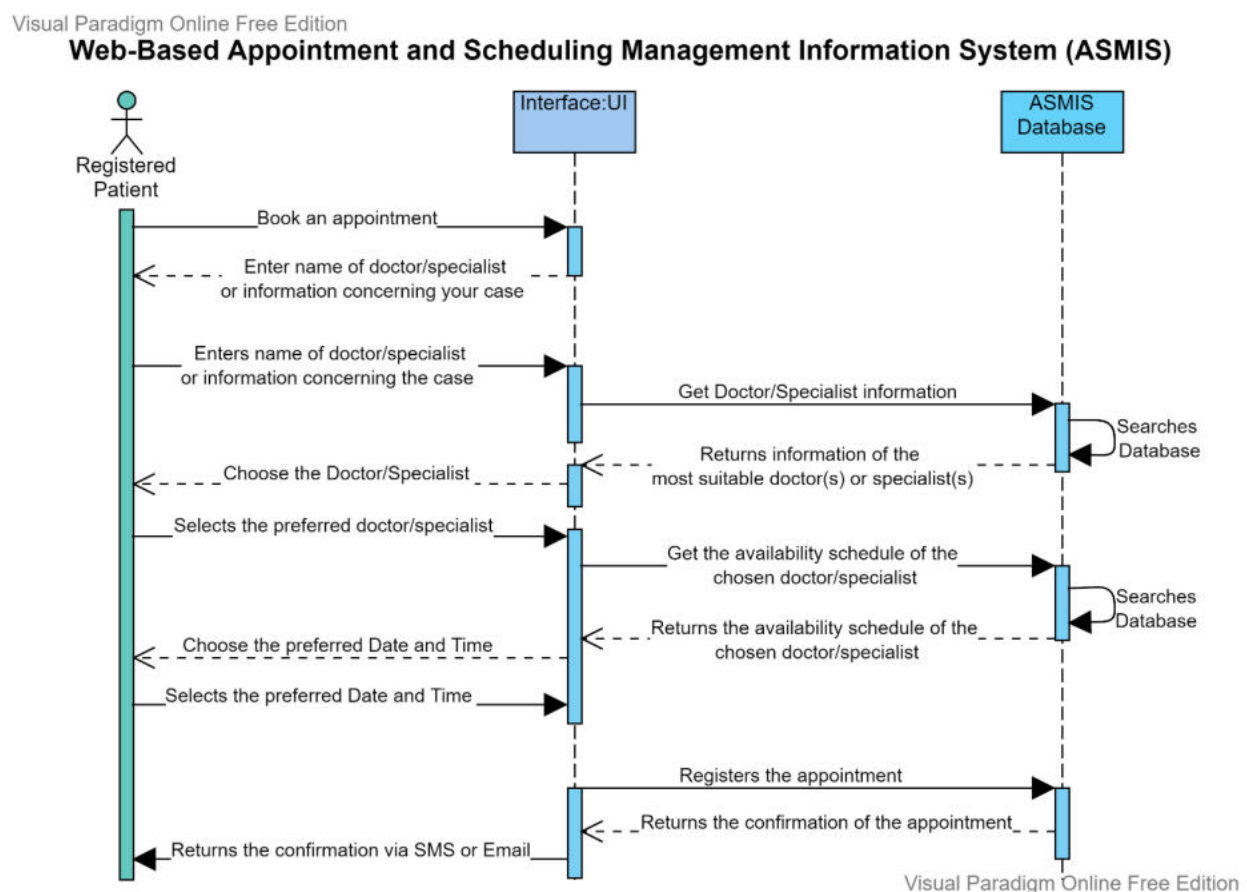 Visual Paradigm Online Free Edition
Web-Based Appointment and Scheduling Management Information System (ASMIS)
Interface:UI
ASMIS
Database
Registered
Patient
Book an appointment
Enter name of doctor/specialist
or information concerning your case
Enters name of doctor/specialist
or information concerning the case
Get Doctor/Specialist information
Searches
Database
Returns information of the
most suitable doctor(s) or specialist(s)
Choose the Doctor/Specialist
Selects the preferred doctor/specialist
Get the availability schedule of the
chosen doctor/specialist
Searches
Database
Returns the availability schedule of the
chosen doctor/specialist
Choose the preferred Date and Time
Selects the preferred Date and Time
Registers the appointment
Returns the confirmation of the appointment
Returns the confirmation via SMS or Email
Visual Paradigm Online Free Edition